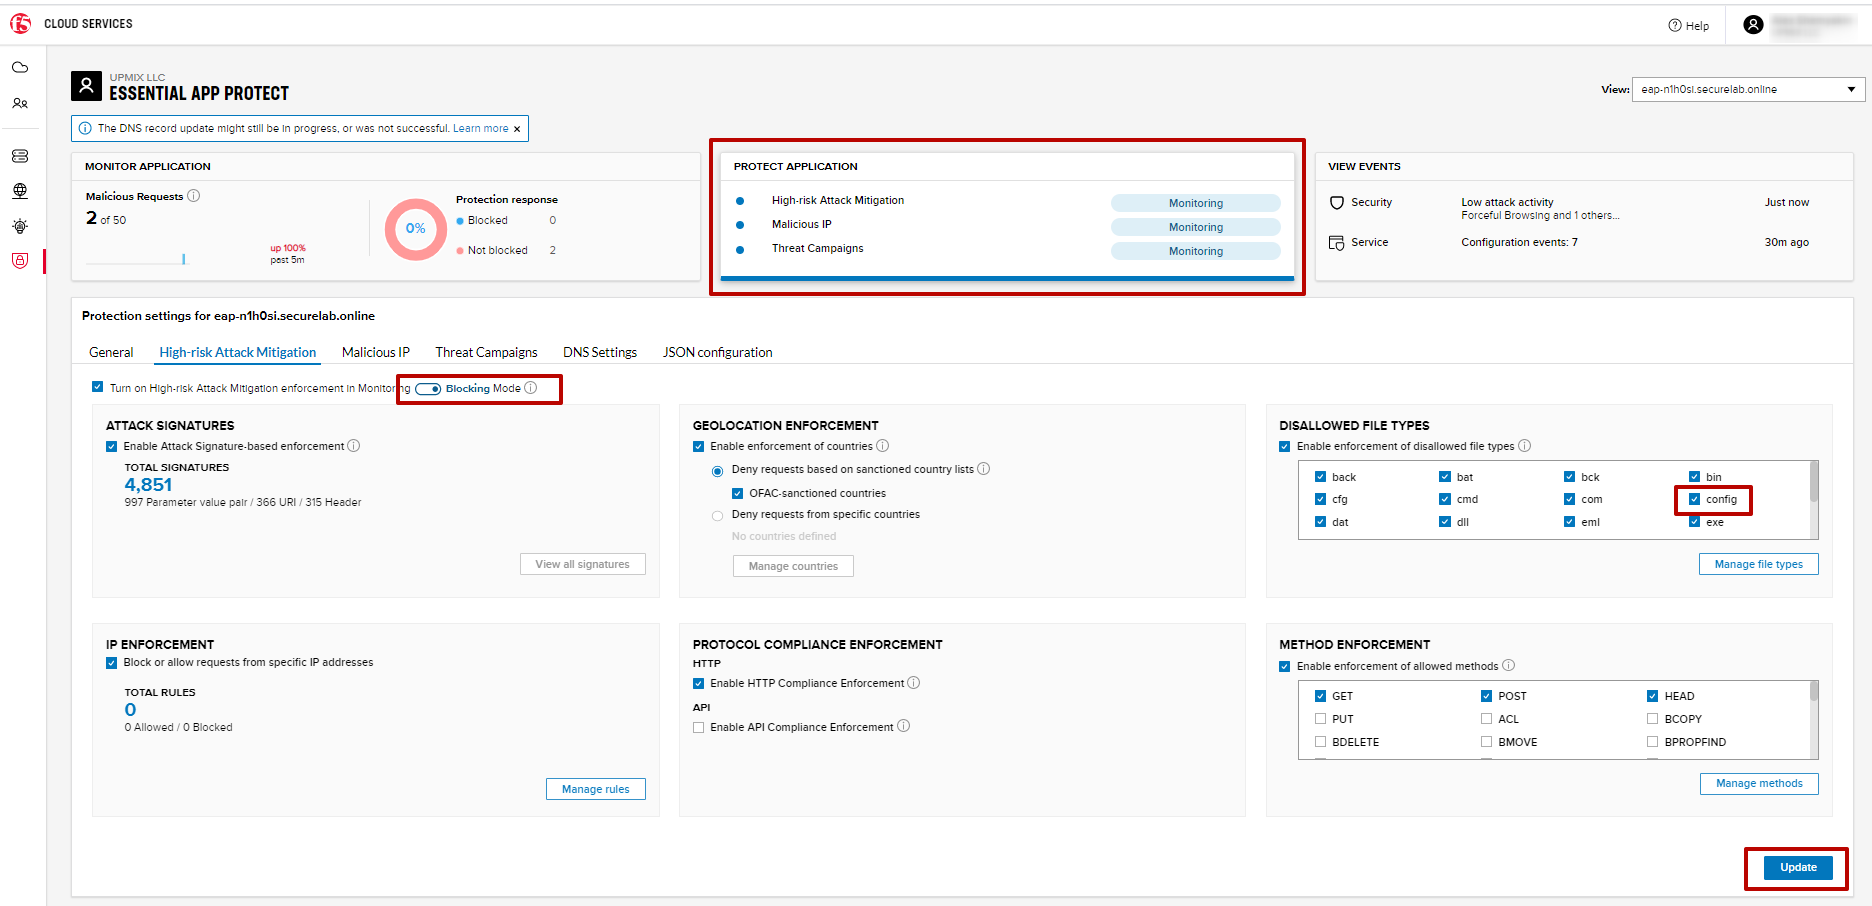 f5 CLOUD SERVICES
Help
UPMIX LLC
ESSENTIAL APP PROTECT
View: eap-n1h0si.securelab.online
The DNS record update might still be in progress, or was not successful. Learn more ×
MONITOR APPLICATION
Malicious Requests
2 of 50
up 100%
past 5m
0%
Protection response
Blocked 0
Not blocked 2
PROTECT APPLICATION
High-risk Attack Mitigation Monitoring
Malicious IP Monitoring
Threat Campaigns Monitoring
VIEW EVENTS
Security Low attack activity Just now
Forceful Browsing and 1 others...
Service Configuration events: 7 30m ago
Protection settings for eap-n1h0si.securelab.online
General High-risk Attack Mitigation Malicious IP Threat Campaigns DNS Settings JSON configuration
Turn on High-risk Attack Mitigation enforcement in Monitoring Blocking Mode
ATTACK SIGNATURES
Enable Attack Signature-based enforcement
TOTAL SIGNATURES
4,851
997 Parameter value pair / 366 URI / 315 Header
View all signatures
GEOLOCATION ENFORCEMENT
Enable enforcement of countries
Deny requests based on sanctioned country lists
OFAC-sanctioned countries
Deny requests from specific countries
No countries defined
Manage countries
DISALLOWED FILE TYPES
Enable enforcement of disallowed file types
back bat bck bin
cfg cmd com config
dat dll eml exe
Manage file types
IP ENFORCEMENT
Block or allow requests from specific IP addresses
TOTAL RULES
0
0 Allowed / 0 Blocked
Manage rules
PROTOCOL COMPLIANCE ENFORCEMENT
HTTP
Enable HTTP Compliance Enforcement
API
Enable API Compliance Enforcement
METHOD ENFORCEMENT
Enable enforcement of allowed methods
GET POST HEAD
PUT ACL BCOPY
BDELETE BMOVE BPROPFIND
Manage methods
Update